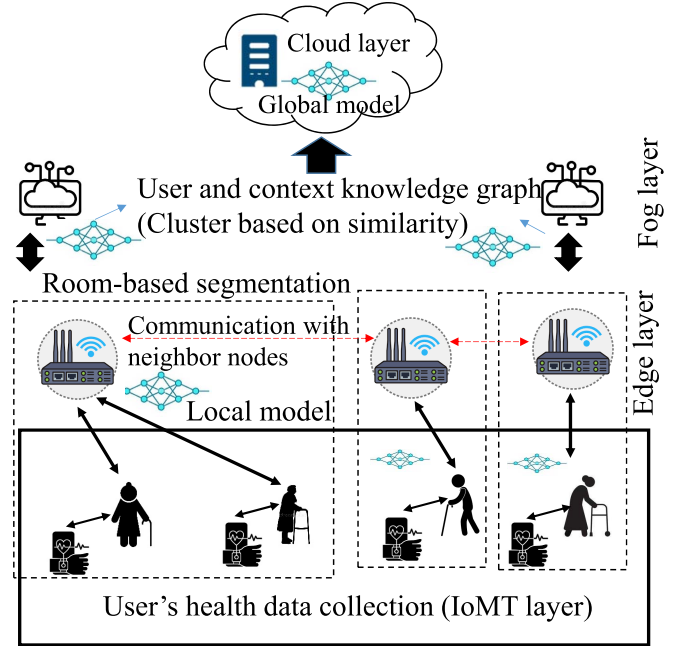 Cloud layer
Global model
User and context knowledge graph
(Cluster based on similarity)
Fog layer
Room-based segmentation
Communication with
neighbor nodes
Edge layer
Local model
User’s health data collection (IoMT layer)